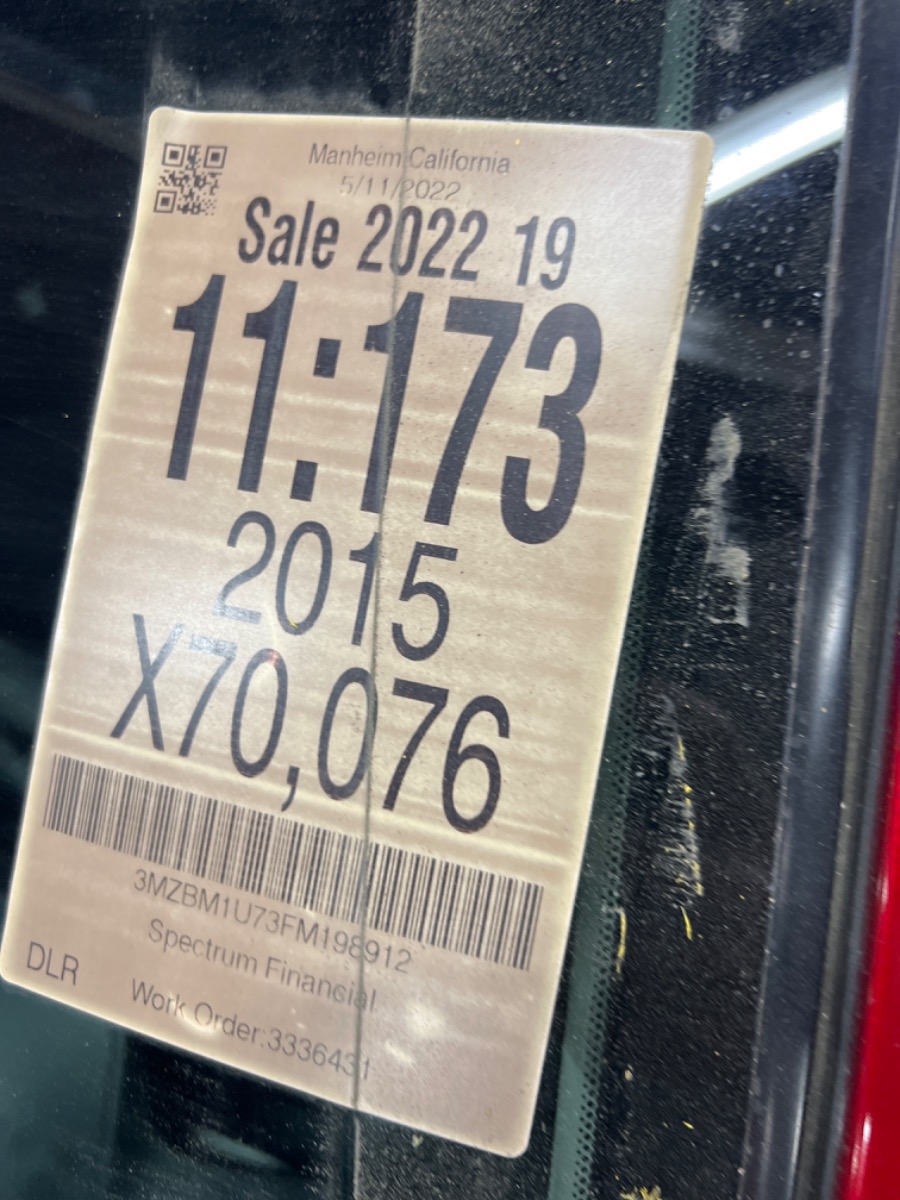 Manheim California
5/11/2022
Sale 2022 19
11:173
2015
X70,076
3MZBM1U73FM198912
Spectrum Financial
DLR
Work Order:3336431